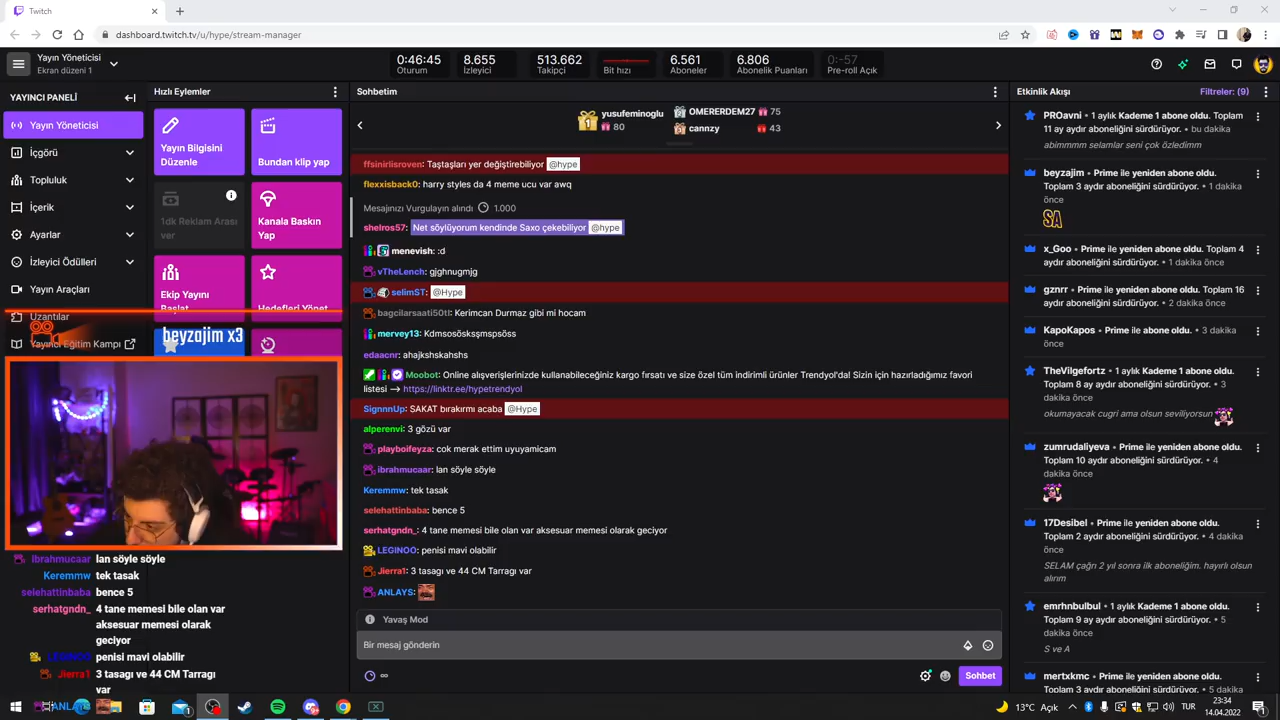 Twitch
dashboard.twitch.tv/u/hype/stream-manager
Yayın Yöneticisi
Ekran düzeni 1
0:46:45
Oturum
8.655
İzleyici
513.662
Takipçi
Bit hızı
6.561
Aboneler
6.806
Abonelik Puanları
0:-57
Pre-roll Açık
YAYINCI PANELİ
Yayın Yöneticisi
İçgörü
Topluluk
İçerik
Ayarlar
İzleyici Ödülleri
Yayın Araçları
Uzantılar
Yayıncı Eğitim Kampı
Hızlı Eylemler
Yayın Bilgisini
Düzenle
Bundan klip yap
1dk Reklam Arası
ver
Kanala Baskın
Yap
Ekip Yayını
Başlat
Hedefleri Yönet
beyzajim x3
Sohbetim
1
yusufeminoglu
80
2
OMERERDEM27
75
3
cannzy
43
ffsinirlisroven: Taştaşları yer değiştirebiliyor @hype
flexxisback0: harry styles da 4 meme ucu var awq
Mesajınızı Vurgulayın alındı 1.000
shelros57: Net söylüyorum kendinde Saxo çekebiliyor @hype
menevish: :d
vTheLench: gjghnugmjg
selimST: @Hype
bagcilarsaati50tl: Kerimcan Durmaz gibi mi hocam
mervey13: Kdmsosöskşmspsöss
edaacnr: ahajkshskahshs
Moobot: Online alışverişlerinizde kullanabileceğiniz kargo fırsatı ve size özel tüm indirimli ürünler Trendyol'da! Sizin için hazırladığımız favori
listesi –> https://linktr.ee/hypetrendyol
SignnnUp: SAKAT bırakırmı acaba @Hype
alperenvi: 3 gözü var
playboifeyza: cok merak ettim uyuyamicam
ibrahmucaar: lan söyle söyle
Keremmw: tek tasak
selehattinbaba: bence 5
serhatgndn_: 4 tane memesi bile olan var aksesuar memesi olarak geciyor
LEGiNOO: penisi mavi olabilir
Jierra1: 3 tasagı ve 44 CM Tarragı var
ANLAYS:
Yavaş Mod
Bir mesaj gönderin
∞
Sohbet
Etkinlik Akışı
Filtreler: (9)
PROavni • 1 aylık Kademe 1 abone oldu. Toplam
11 ay aydır aboneliğini sürdürüyor. • bu dakika
abimmmm selamlar seni çok özledimm
beyzajim • Prime ile yeniden abone oldu.
Toplam 3 aydır aboneliğini sürdürüyor. • 1 dakika
önce
SA
x_Goo • Prime ile yeniden abone oldu. Toplam 4
aydır aboneliğini sürdürüyor. • 1 dakika önce
gznrr • Prime ile yeniden abone oldu. Toplam 16
aydır aboneliğini sürdürüyor. • 2 dakika önce
KapoKapos • Prime ile abone oldu. • 3 dakika
önce
TheVilgefortz • 1 aylık Kademe 1 abone oldu.
Toplam 8 ay aydır aboneliğini sürdürüyor. • 3
dakika önce
okumayacak cugri ama olsun seviliyorsun
zumrudaliyeva • Prime ile yeniden abone oldu.
Toplam 10 aydır aboneliğini sürdürüyor. • 4
dakika önce
17Desibel • Prime ile yeniden abone oldu.
Toplam 2 aydır aboneliğini sürdürüyor. • 4 dakika
önce
SELAM çağrı 2 yıl sonra ilk aboneliğim. hayırlı olsun
alırım
emrhnbulbul • 1 aylık Kademe 1 abone oldu.
Toplam 9 ay aydır aboneliğini sürdürüyor. • 5
dakika önce
S ve A
mertxkmc • Prime ile yeniden abone oldu.
Toplam 3 aydır aboneliğini sürdürüyor. • 5 dakika
ibrahmucaar lan söyle söyle
Keremmw tek tasak
selehattinbaba bence 5
serhatgndn_ 4 tane memesi bile olan var
aksesuar memesi olarak
geciyor
LEGiNOO penisi mavi olabilir
Jierra1 3 tasagı ve 44 CM Tarragı
var
ANLAYS
13°C Açık
TUR
23:34
14.04.2022